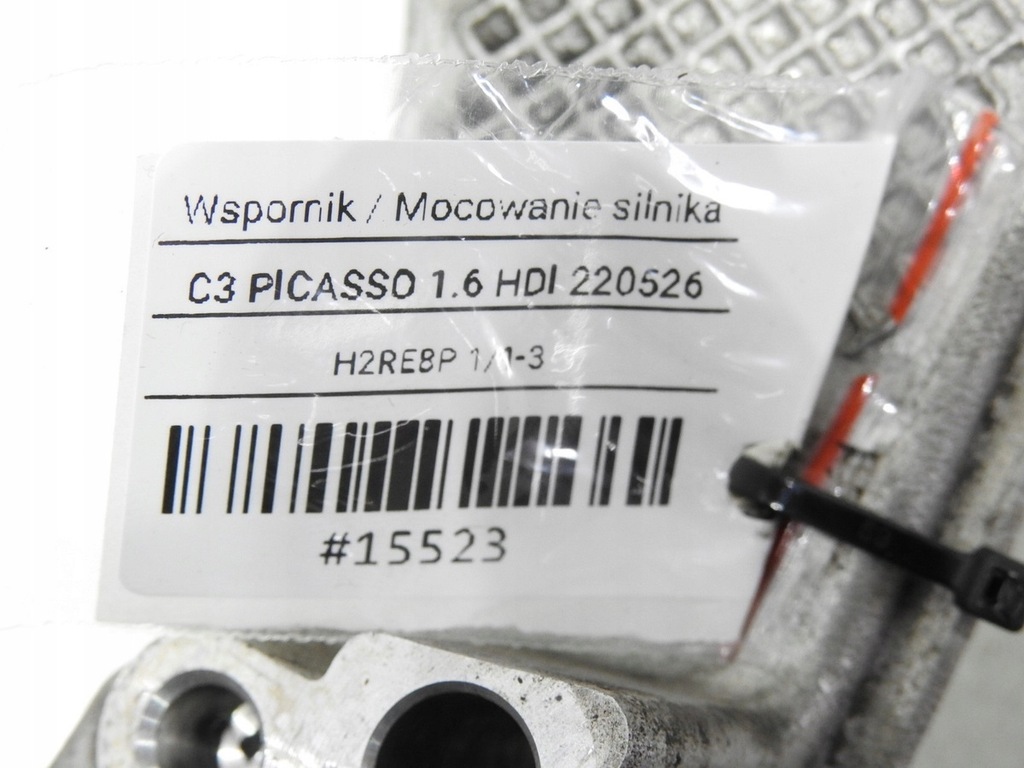 Wspornik / Mocowanie silnika
C3 PICASSO 1.6 HDI 220526
H2RE8P 1/1-3
#15523